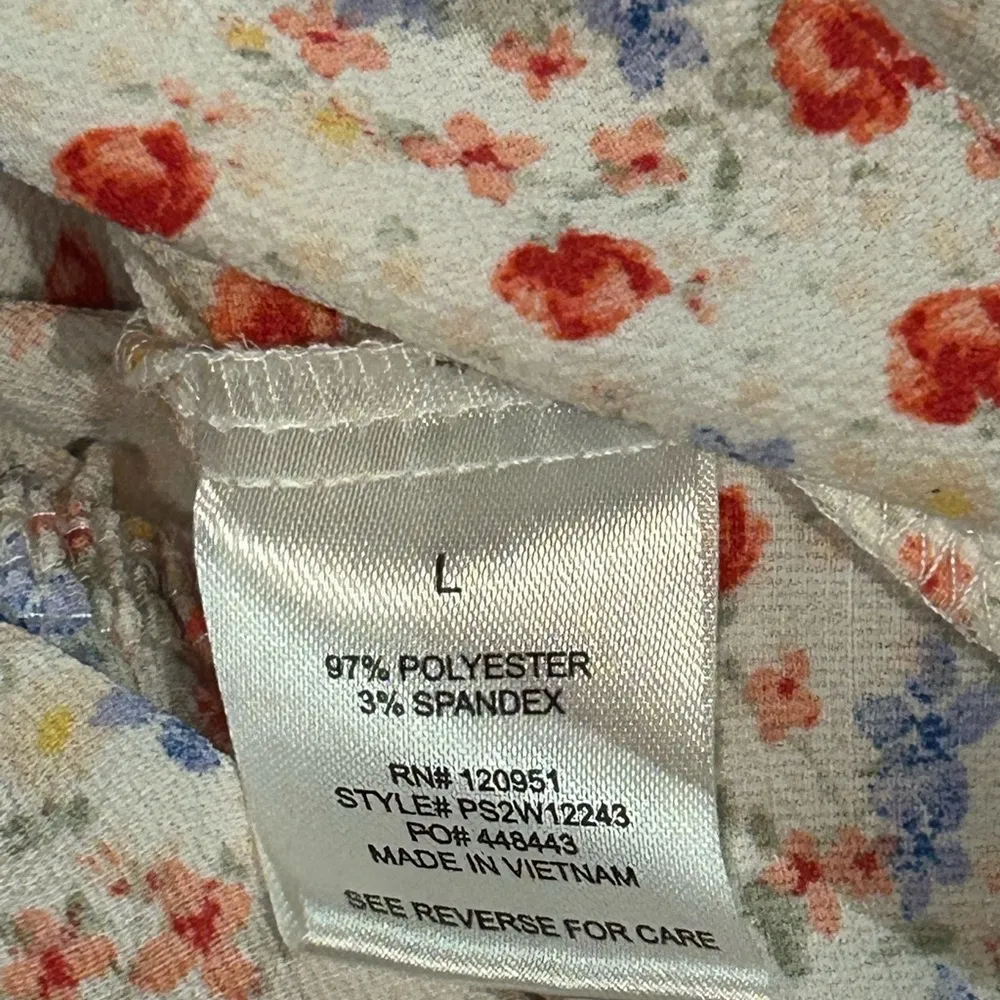 L
97% POLYESTER
3% SPANDEX
RN# 120951
STYLE# PS2W12243
PO# 448443
MADE IN VIETNAM
SEE REVERSE FOR CARE